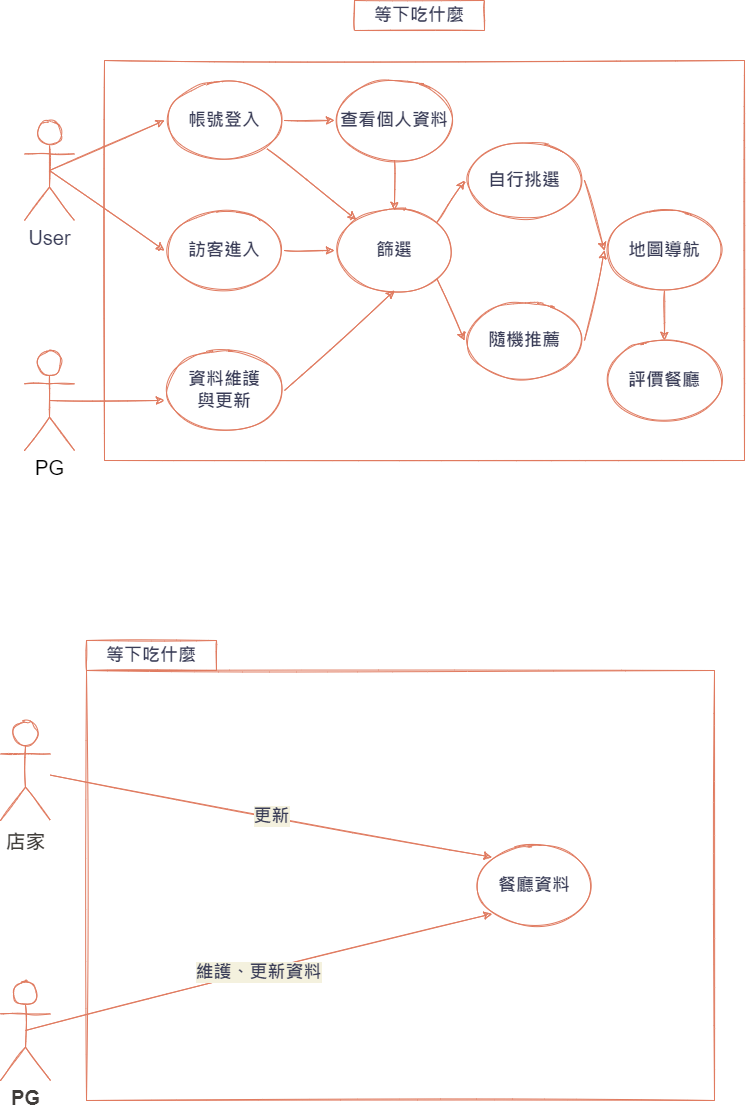 等下吃什麼
帳號登入
查看個人資料
自行挑選
User
訪客進入
篩選
地圖導航
隨機推薦
資料維護
與更新
評價餐廳
PG
等下吃什麼
更新
店家
餐廳資料
維護、更新資料
PG